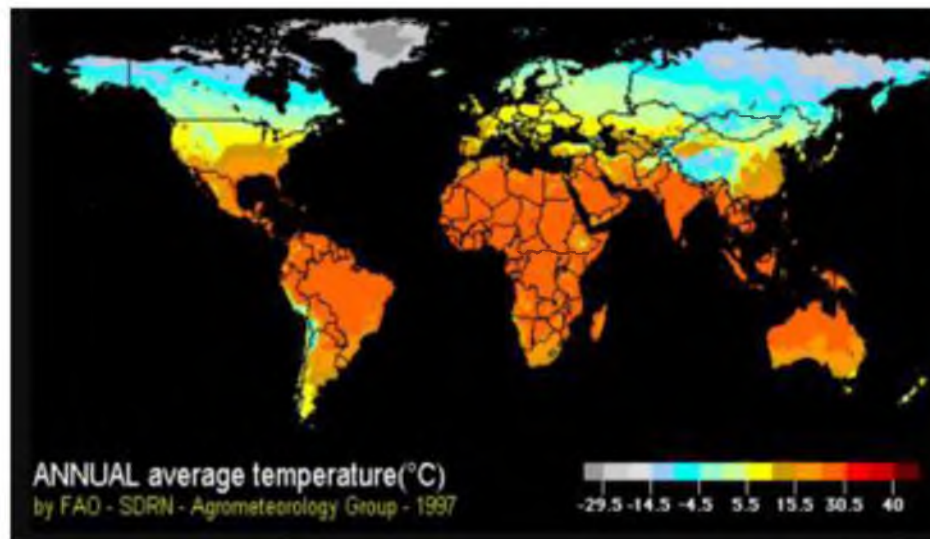 ANNUAL average temperature(°C)
by FAO - SDRN - Agrometeorology Group - 1997
-29.5 -14.5 -4.5 5.5 15.5 30.5 40